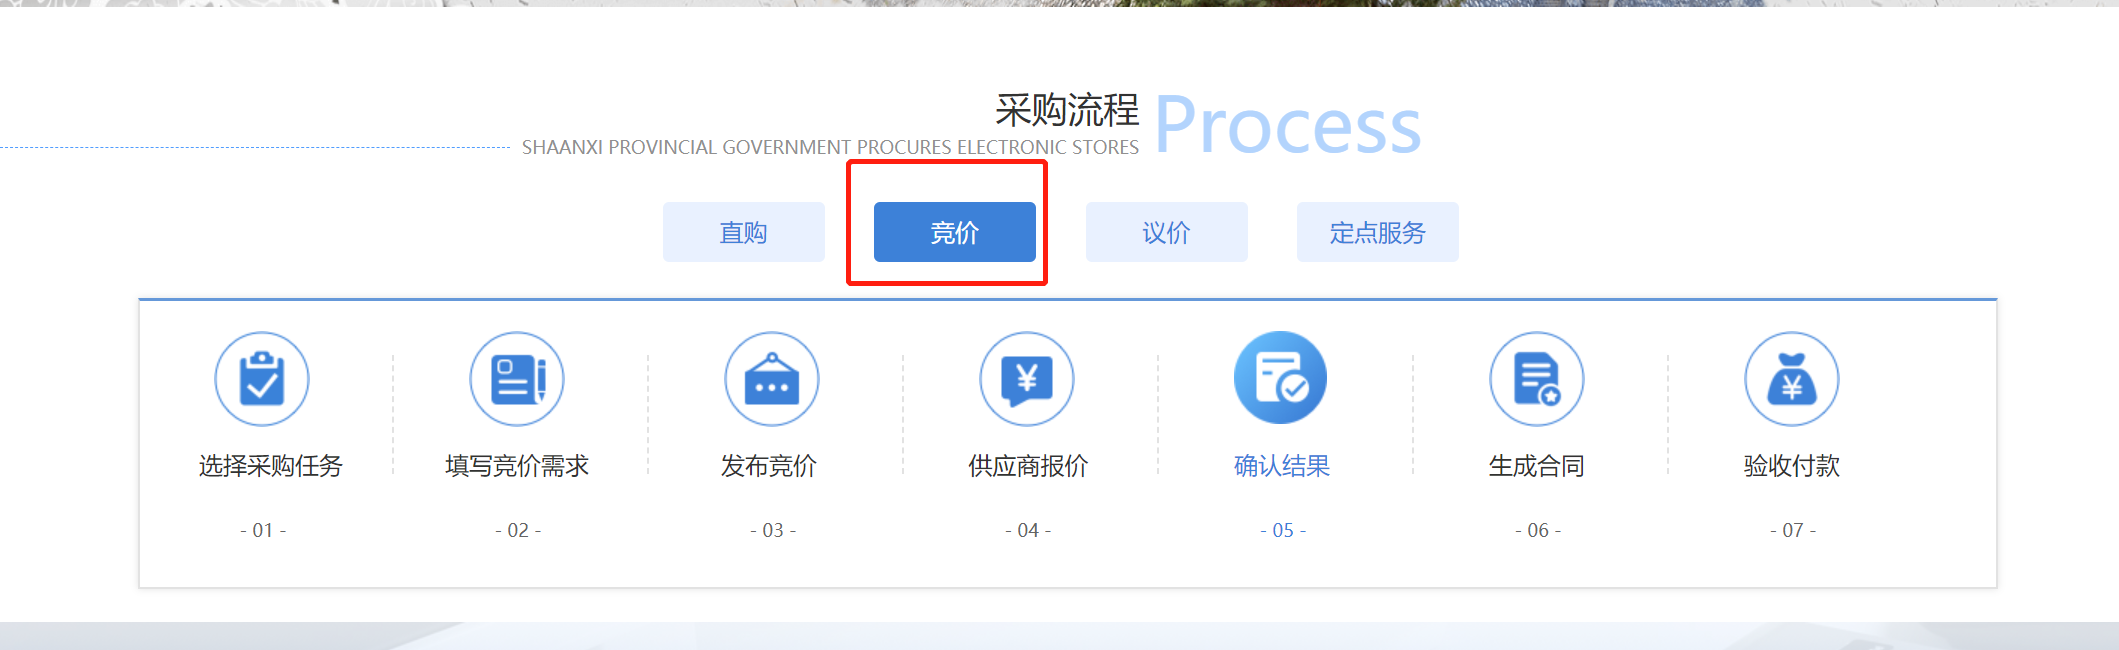 采购流程 Process
SHAANXI PROVINCIAL GOVERNMENT PROCURES ELECTRONIC STORES
直购 竞价 议价 定点服务
¥ ¥
选择采购任务 填写竞价需求 发布竞价 供应商报价 确认结果 生成合同 验收付款
- 01 - - 02 - - 03 - - 04 - - 05 - - 06 - - 07 -